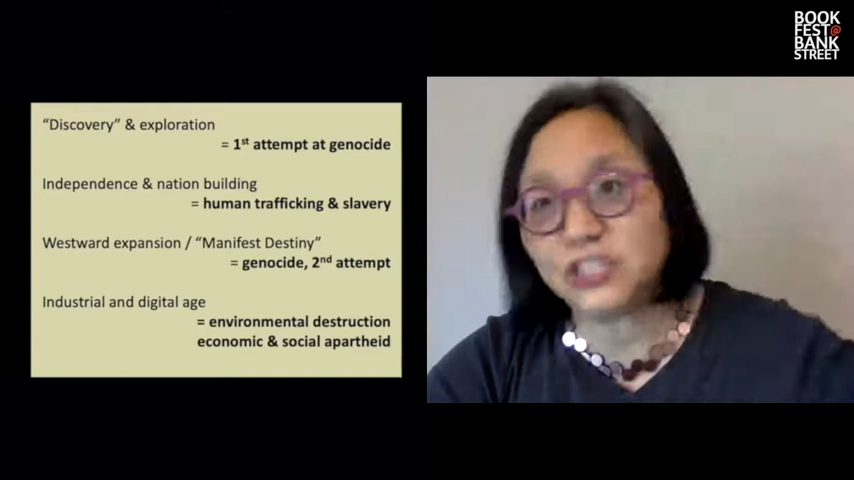 “Discovery” & exploration
= 1st attempt at genocide
Independence & nation building
= human trafficking & slavery
Westward expansion / “Manifest Destiny”
= genocide, 2nd attempt
Industrial and digital age
= environmental destruction
economic & social apartheid
BOOK
FEST@
BANK
STREET